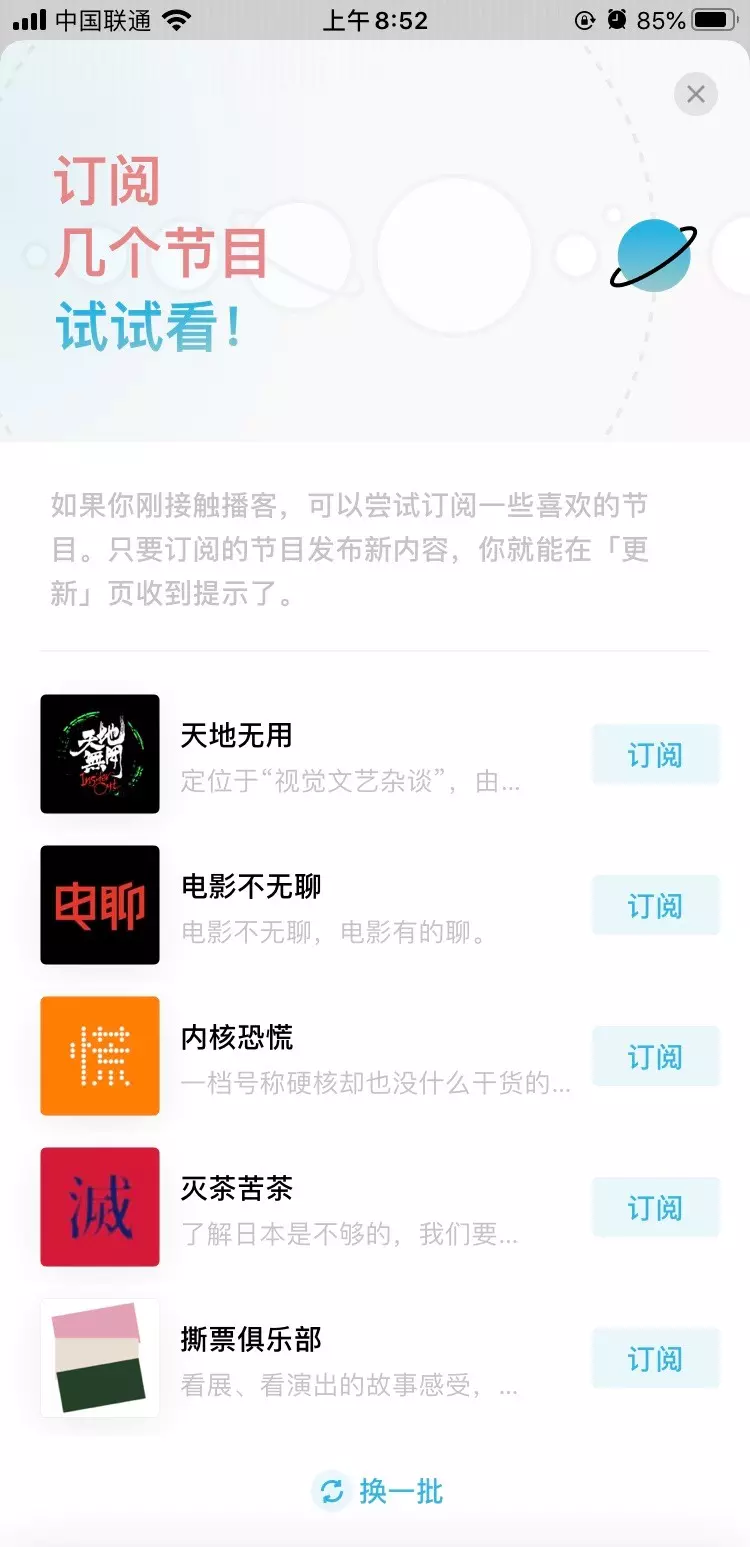 中国联通
上午8:52
85%
订阅
几个节目
试试看！
如果你刚接触播客，可以尝试订阅一些喜欢的节
目。只要订阅的节目发布新内容，你就能在「更
新」页收到提示了。
天地無用
Inside Out
天地无用
定位于“视觉文艺杂谈”，由...
订阅
电聊
电影不无聊
电影不无聊，电影有的聊。
订阅
慌
内核恐慌
一档号称硬核却也没什么干货的...
订阅
滅
灭茶苦茶
了解日本是不够的，我们要...
订阅
撕票俱乐部
看展、看演出的故事感受，...
订阅
换一批